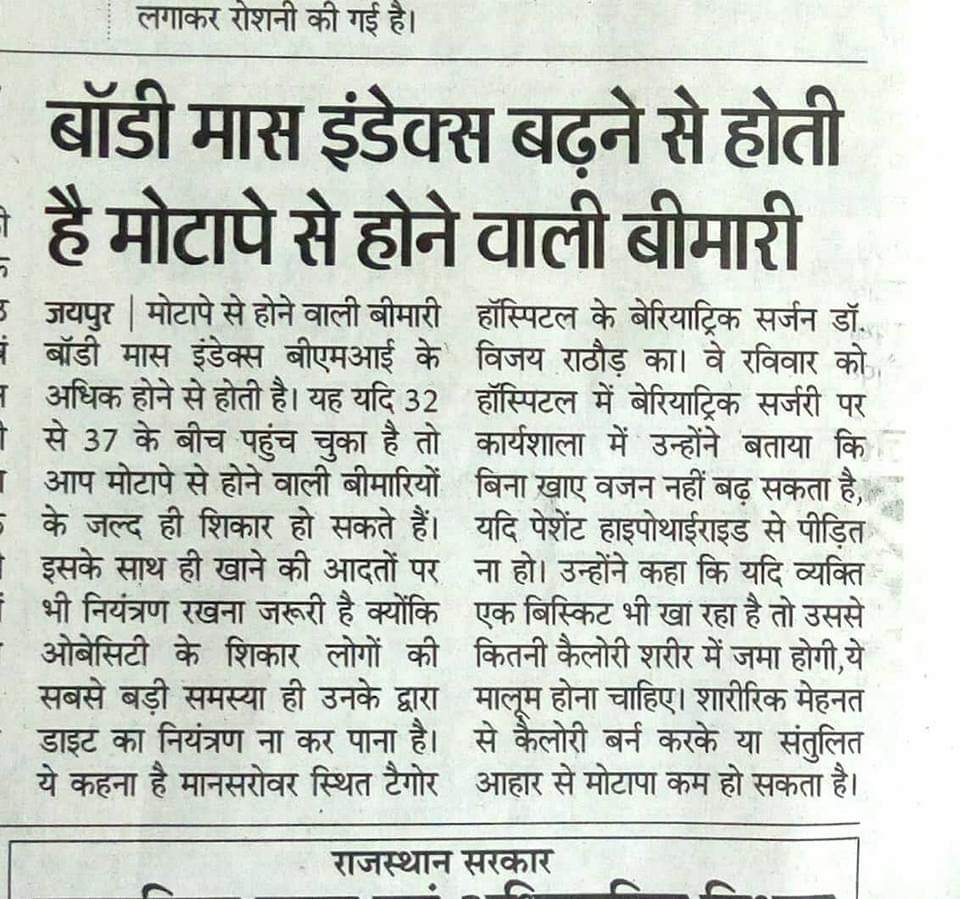 लगाकर रोशनी की गई है।
बॉडी मास इंडेक्स बढ़ने से होती
है मोटापे से होने वाली बीमारी
जयपुर | मोटापे से होने वाली बीमारी
बॉडी मास इंडेक्स बीएमआई के
अधिक होने से होती है। यह यदि 32
से 37 के बीच पहुंच चुका है तो
आप मोटापे से होने वाली बीमारियों
के जल्द ही शिकार हो सकते हैं।
इसके साथ ही खाने की आदतों पर
भी नियंत्रण रखना जरूरी है क्योंकि
ओबेसिटी के शिकार लोगों की
सबसे बड़ी समस्या ही उनके द्वारा
डाइट का नियंत्रण ना कर पाना है।
ये कहना है मानसरोवर स्थित टैगोर
हॉस्पिटल के बेरियाट्रिक सर्जन डॉ.
विजय राठौड़ का। वे रविवार को
हॉस्पिटल में बेरियाट्रिक सर्जरी पर
कार्यशाला में उन्होंने बताया कि
बिना खाए वजन नहीं बढ़ सकता है,
यदि पेशेंट हाइपोथाईराइड से पीड़ित
ना हो। उन्होंने कहा कि यदि व्यक्ति
एक बिस्किट भी खा रहा है तो उससे
कितनी कैलोरी शरीर में जमा होगी,ये
मालूम होना चाहिए। शारीरिक मेहनत
से कैलोरी बर्न करके या संतुलित
आहार से मोटापा कम हो सकता है।
राजस्थान सरकार